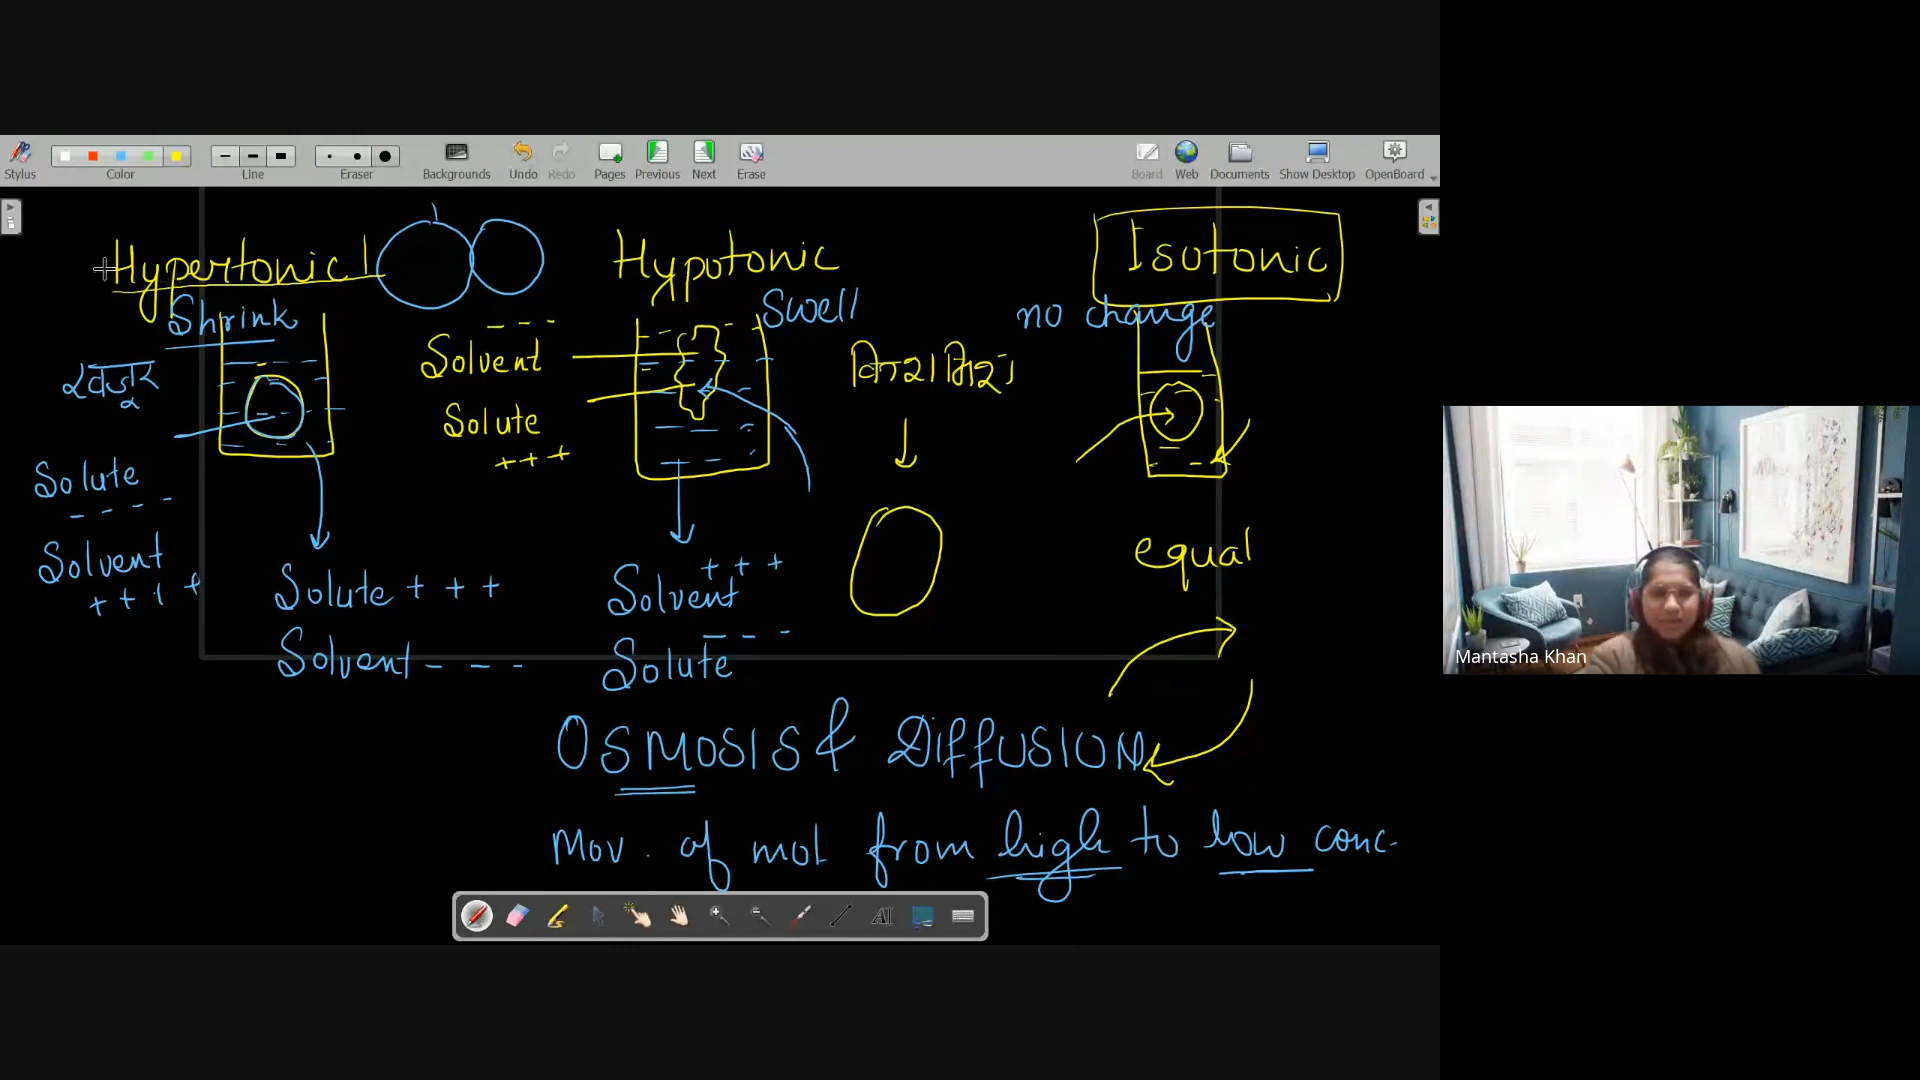 Stylus
Color
Line
Eraser
Backgrounds
Undo
Redo
Pages
Previous
Next
Erase
Board
Web
Documents
Show Desktop
OpenBoard
Hypertonic
Shrink
Solute
- - - -
Solvent
+ + + +
Solute + + +
Solvent - - -
Hypotonic
Swell
- - -
Solvent
Solute
+ + +
+ + +
Solvent
- - -
Solute
Isotonic
no change
equal
OSMOSIS & DIFFUSION
Mov. of mol from high to low conc.
Mantasha Khan